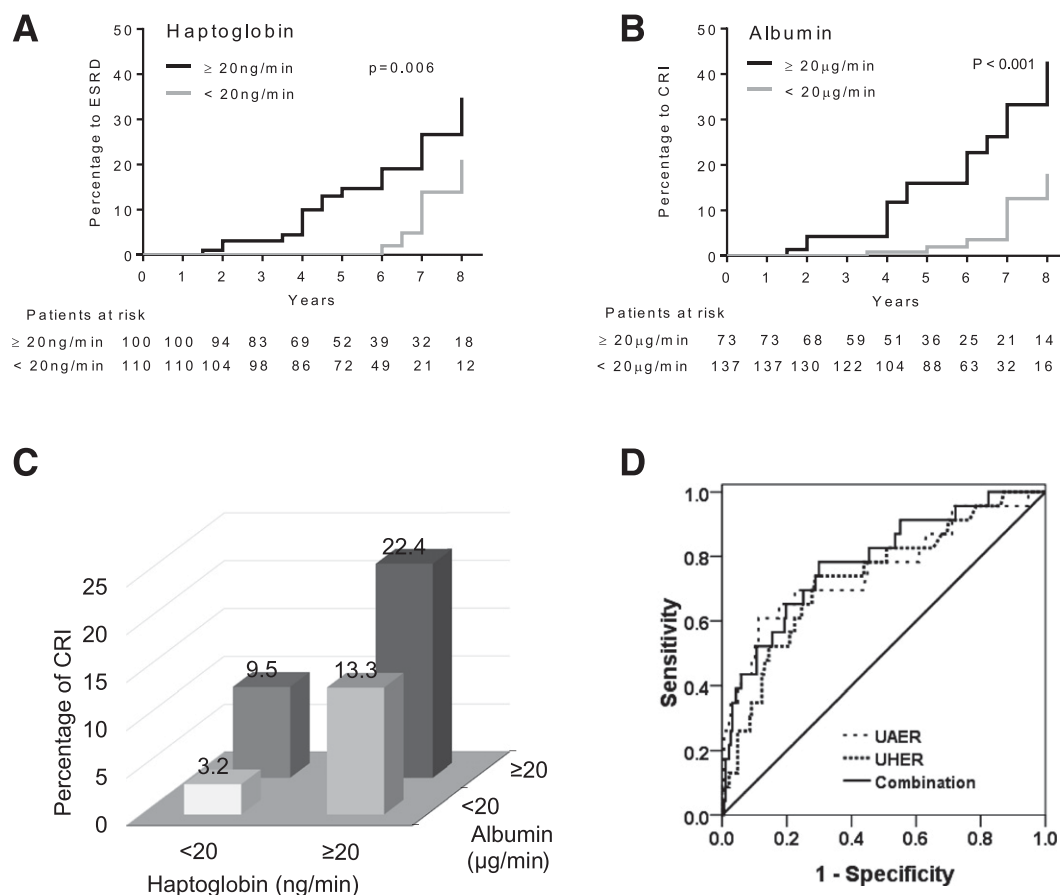 A
Haptoglobin
≥ 20ng/min
< 20ng/min
p=0.006
Percentage to ESRD
50
40
30
20
10
0
0 1 2 3 4 5 6 7 8
Years
Patients at risk
≥ 20ng/min 100 100 94 83 69 52 39 32 18
< 20ng/min 110 110 104 98 86 72 49 21 12
B
Albumin
≥ 20µg/min
< 20µg/min
P < 0.001
Percentage to CRI
50
40
30
20
10
0
0 1 2 3 4 5 6 7 8
Years
Patients at risk
≥ 20µg/min 73 73 68 59 51 36 25 21 14
< 20µg/min 137 137 130 122 104 88 63 32 16
C
Percentage of CRI
25
20
15
10
5
0
22.4
9.5
13.3
3.2
≥20
<20
Albumin
(µg/min)
<20 ≥20
Haptoglobin (ng/min)
D
Sensitivity
1.0
0.8
0.6
0.4
0.2
0.0
UAER
UHER
Combination
0.0 0.2 0.4 0.6 0.8 1.0
1 - Specificity